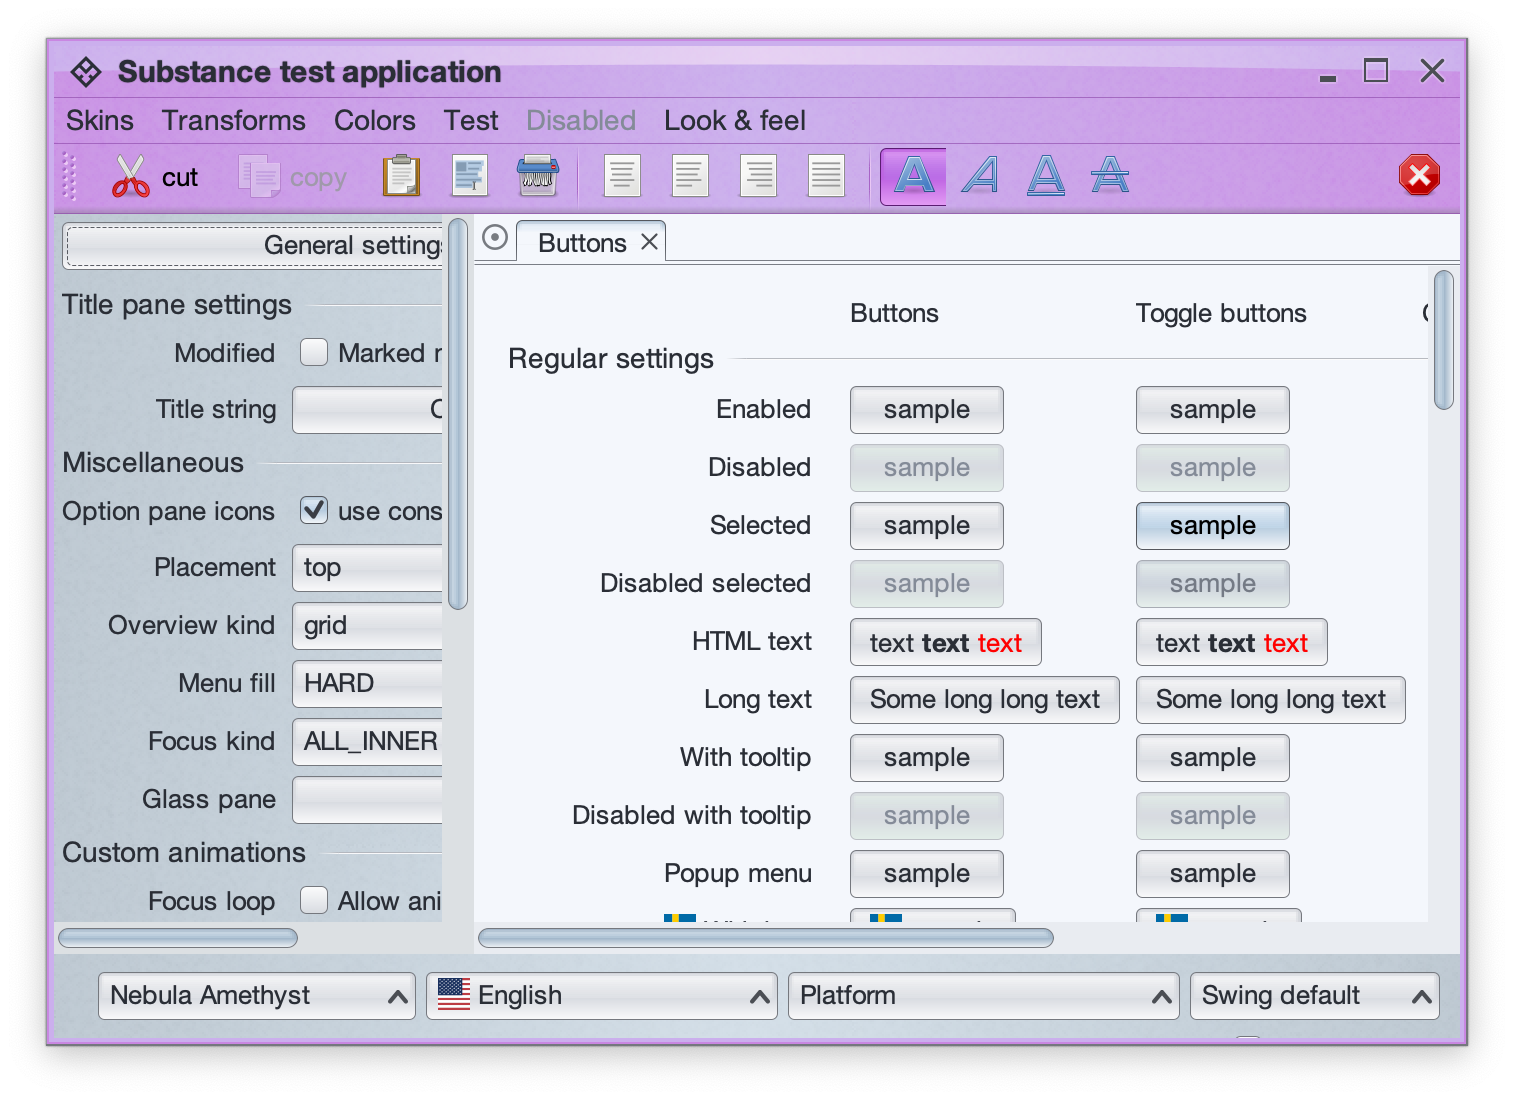 Substance test application
Skins Transforms Colors Test Disabled Look & feel
cut copy A A A A
General settings
Title pane settings
Modified Marked
Title string
Miscellaneous
Option pane icons use cons
Placement top
Overview kind grid
Menu fill HARD
Focus kind ALL_INNER
Glass pane
Custom animations
Focus loop Allow ani
Buttons
Buttons Toggle buttons
Regular settings
Enabled sample sample
Disabled sample sample
Selected sample sample
Disabled selected sample sample
HTML text text text text text text text
Long text Some long long text Some long long text
With tooltip sample sample
Disabled with tooltip sample sample
Popup menu sample sample
Nebula Amethyst English Platform Swing default